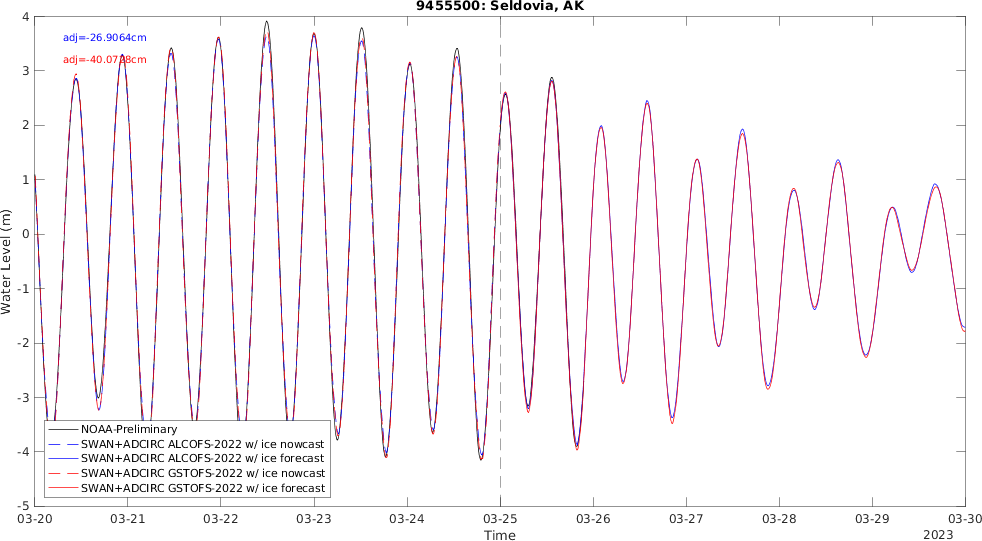 9455500: Seldovia, AK
adj=-26.9064cm
adj=-40.0728cm
4
3
2
1
0
-1
-2
-3
-4
-5
Water Level (m)
NOAA-Preliminary
SWAN+ADCIRC ALCOFS-2022 w/ ice nowcast
SWAN+ADCIRC ALCOFS-2022 w/ ice forecast
SWAN+ADCIRC GSTOFS-2022 w/ ice nowcast
SWAN+ADCIRC GSTOFS-2022 w/ ice forecast
03-20 03-21 03-22 03-23 03-24 03-25 03-26 03-27 03-28 03-29 03-30
Time
2023